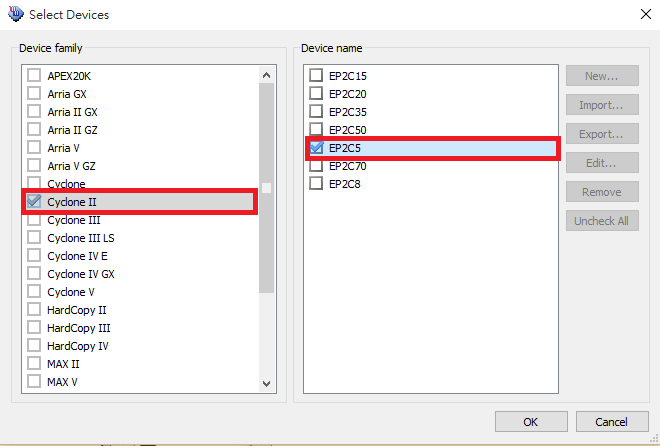 Select Devices
Device family
APEX20K
Arria GX
Arria II GX
Arria II GZ
Arria V
Arria V GZ
Cyclone
Cyclone II
Cyclone III
Cyclone III LS
Cyclone IV E
Cyclone IV GX
Cyclone V
HardCopy II
HardCopy III
HardCopy IV
MAX II
MAX V
Device name
EP2C15
EP2C20
EP2C35
EP2C50
EP2C5
EP2C70
EP2C8
New...
Import...
Export...
Edit...
Remove
Uncheck All
OK
Cancel